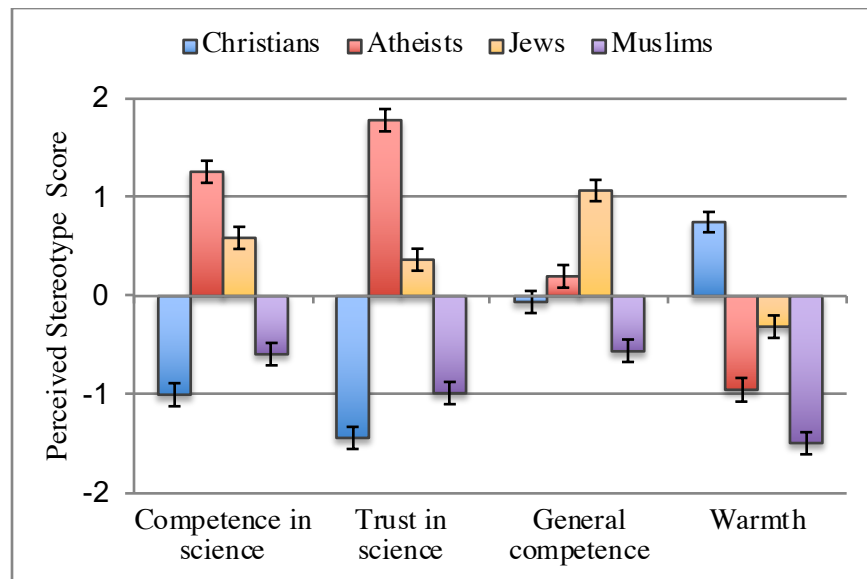 Christians Atheists Jews Muslims
Perceived Stereotype Score
2
1
0
-1
-2
Competence in science
Trust in science
General competence
Warmth